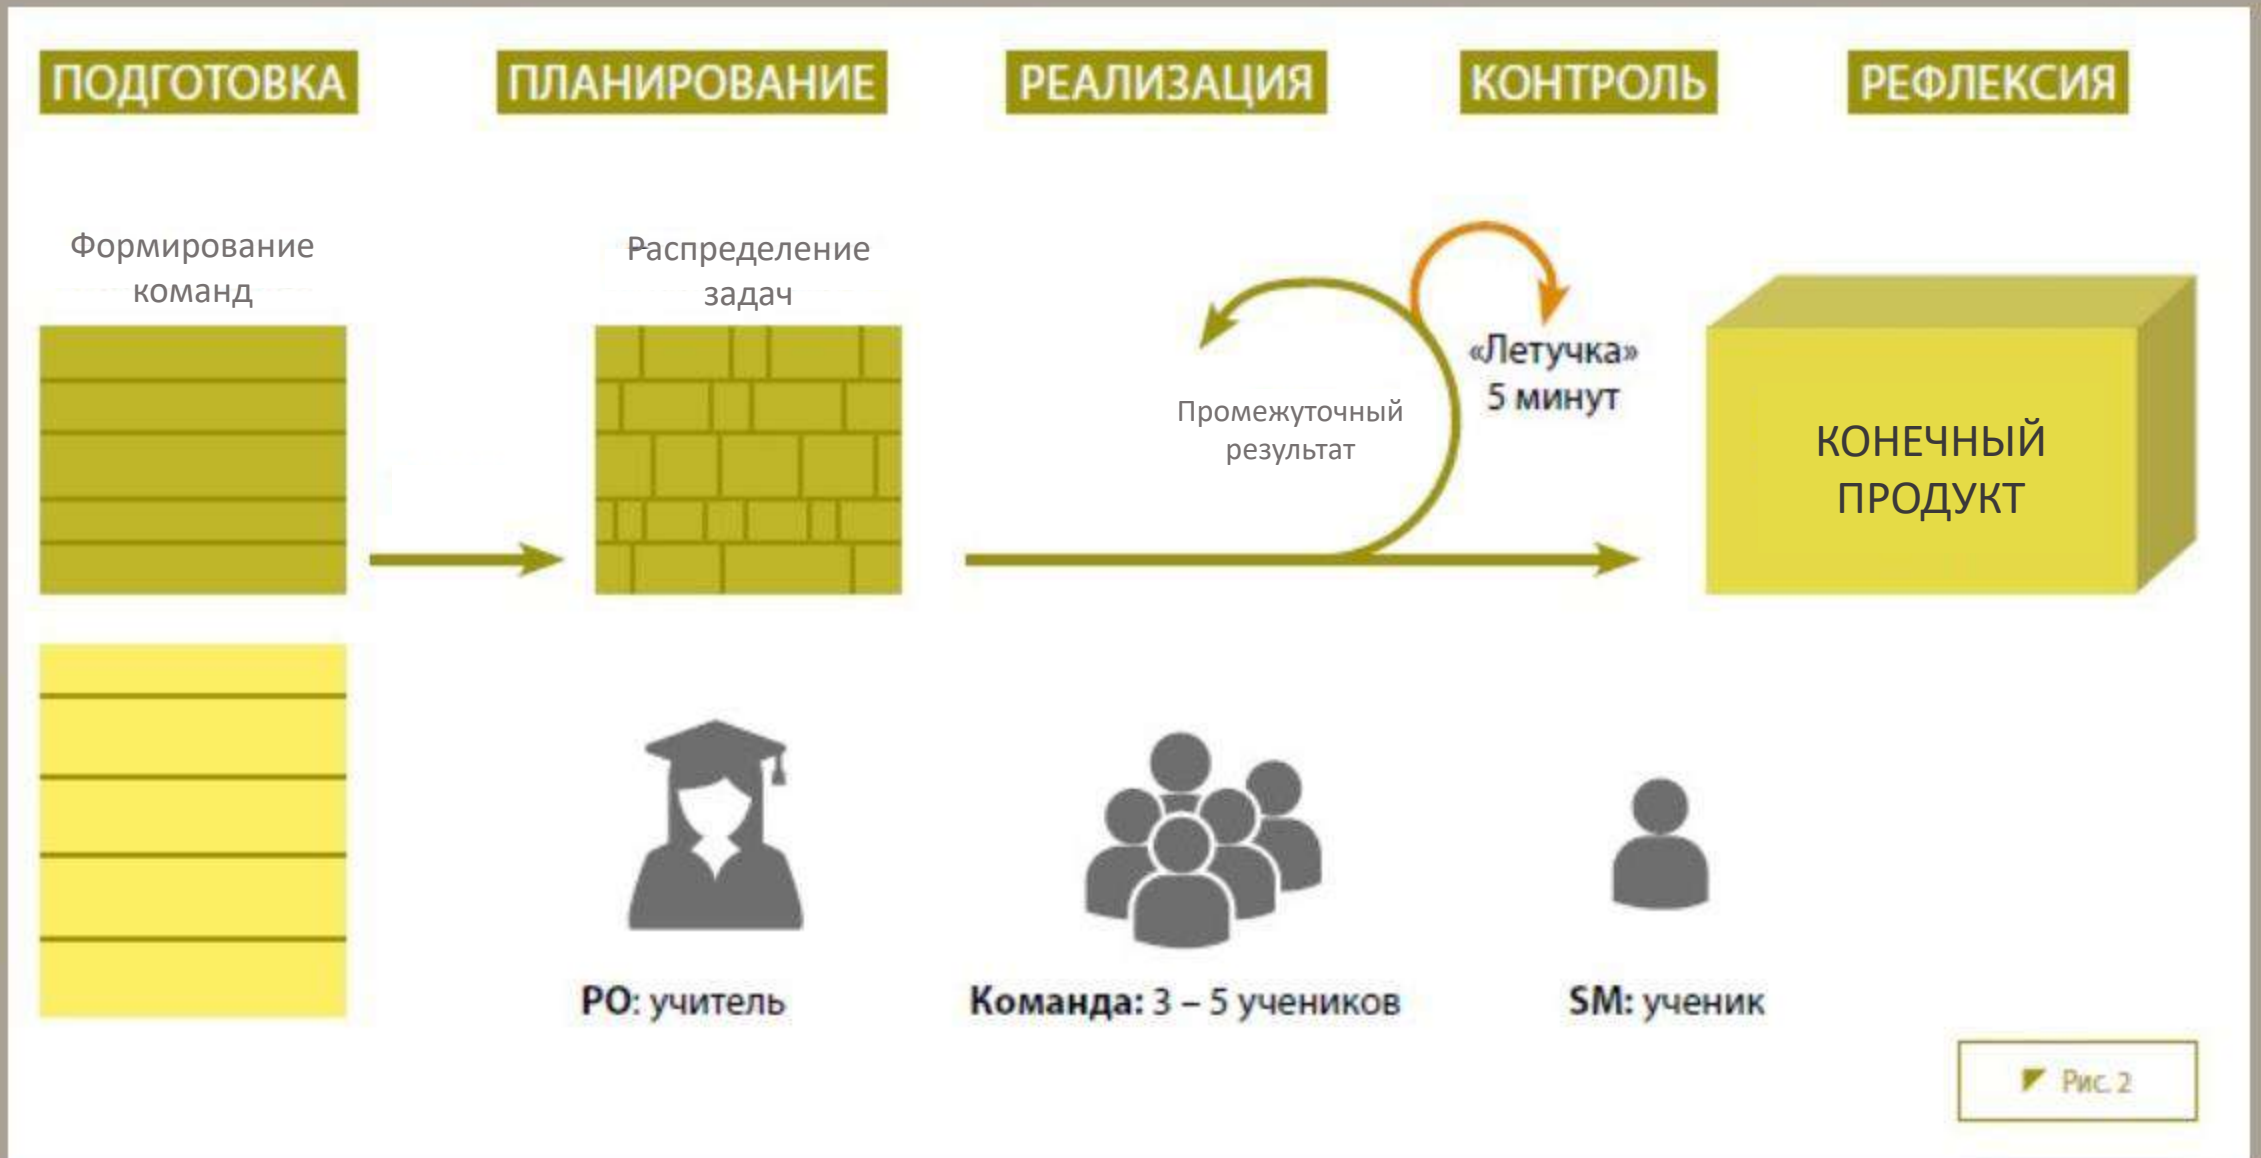 ПОДГОТОВКА
ПЛАНИРОВАНИЕ
РЕАЛИЗАЦИЯ
КОНТРОЛЬ
РЕФЛЕКСИЯ
Формирование
команд
Распределение
задач
Промежуточный
результат
«Летучка»
5 минут
КОНЕЧНЫЙ
ПРОДУКТ
PO: учитель
Команда: 3 – 5 учеников
SM: ученик
Рис. 2